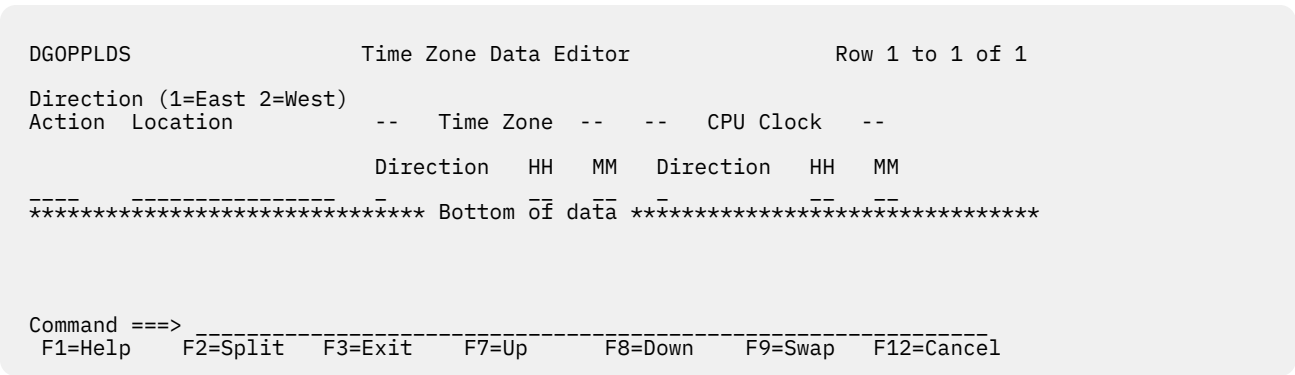 DGOPPLDS                  Time Zone Data Editor                Row 1 to 1 of 1
Direction (1=East 2=West)
Action  Location           --   Time Zone  --  --   CPU Clock   --
                           Direction   HH   MM   Direction   HH   MM
____    ________________   _           __   __   _           __   __
******************************* Bottom of data ********************************
Command ===> ______________________________________________________________
 F1=Help    F2=Split   F3=Exit    F7=Up      F8=Down    F9=Swap   F12=Cancel